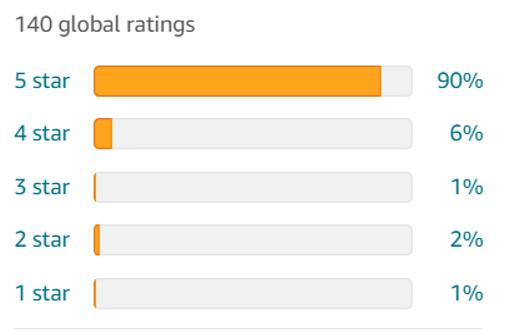 140 global ratings
5 star 90%
4 star 6%
3 star 1%
2 star 2%
1 star 1%